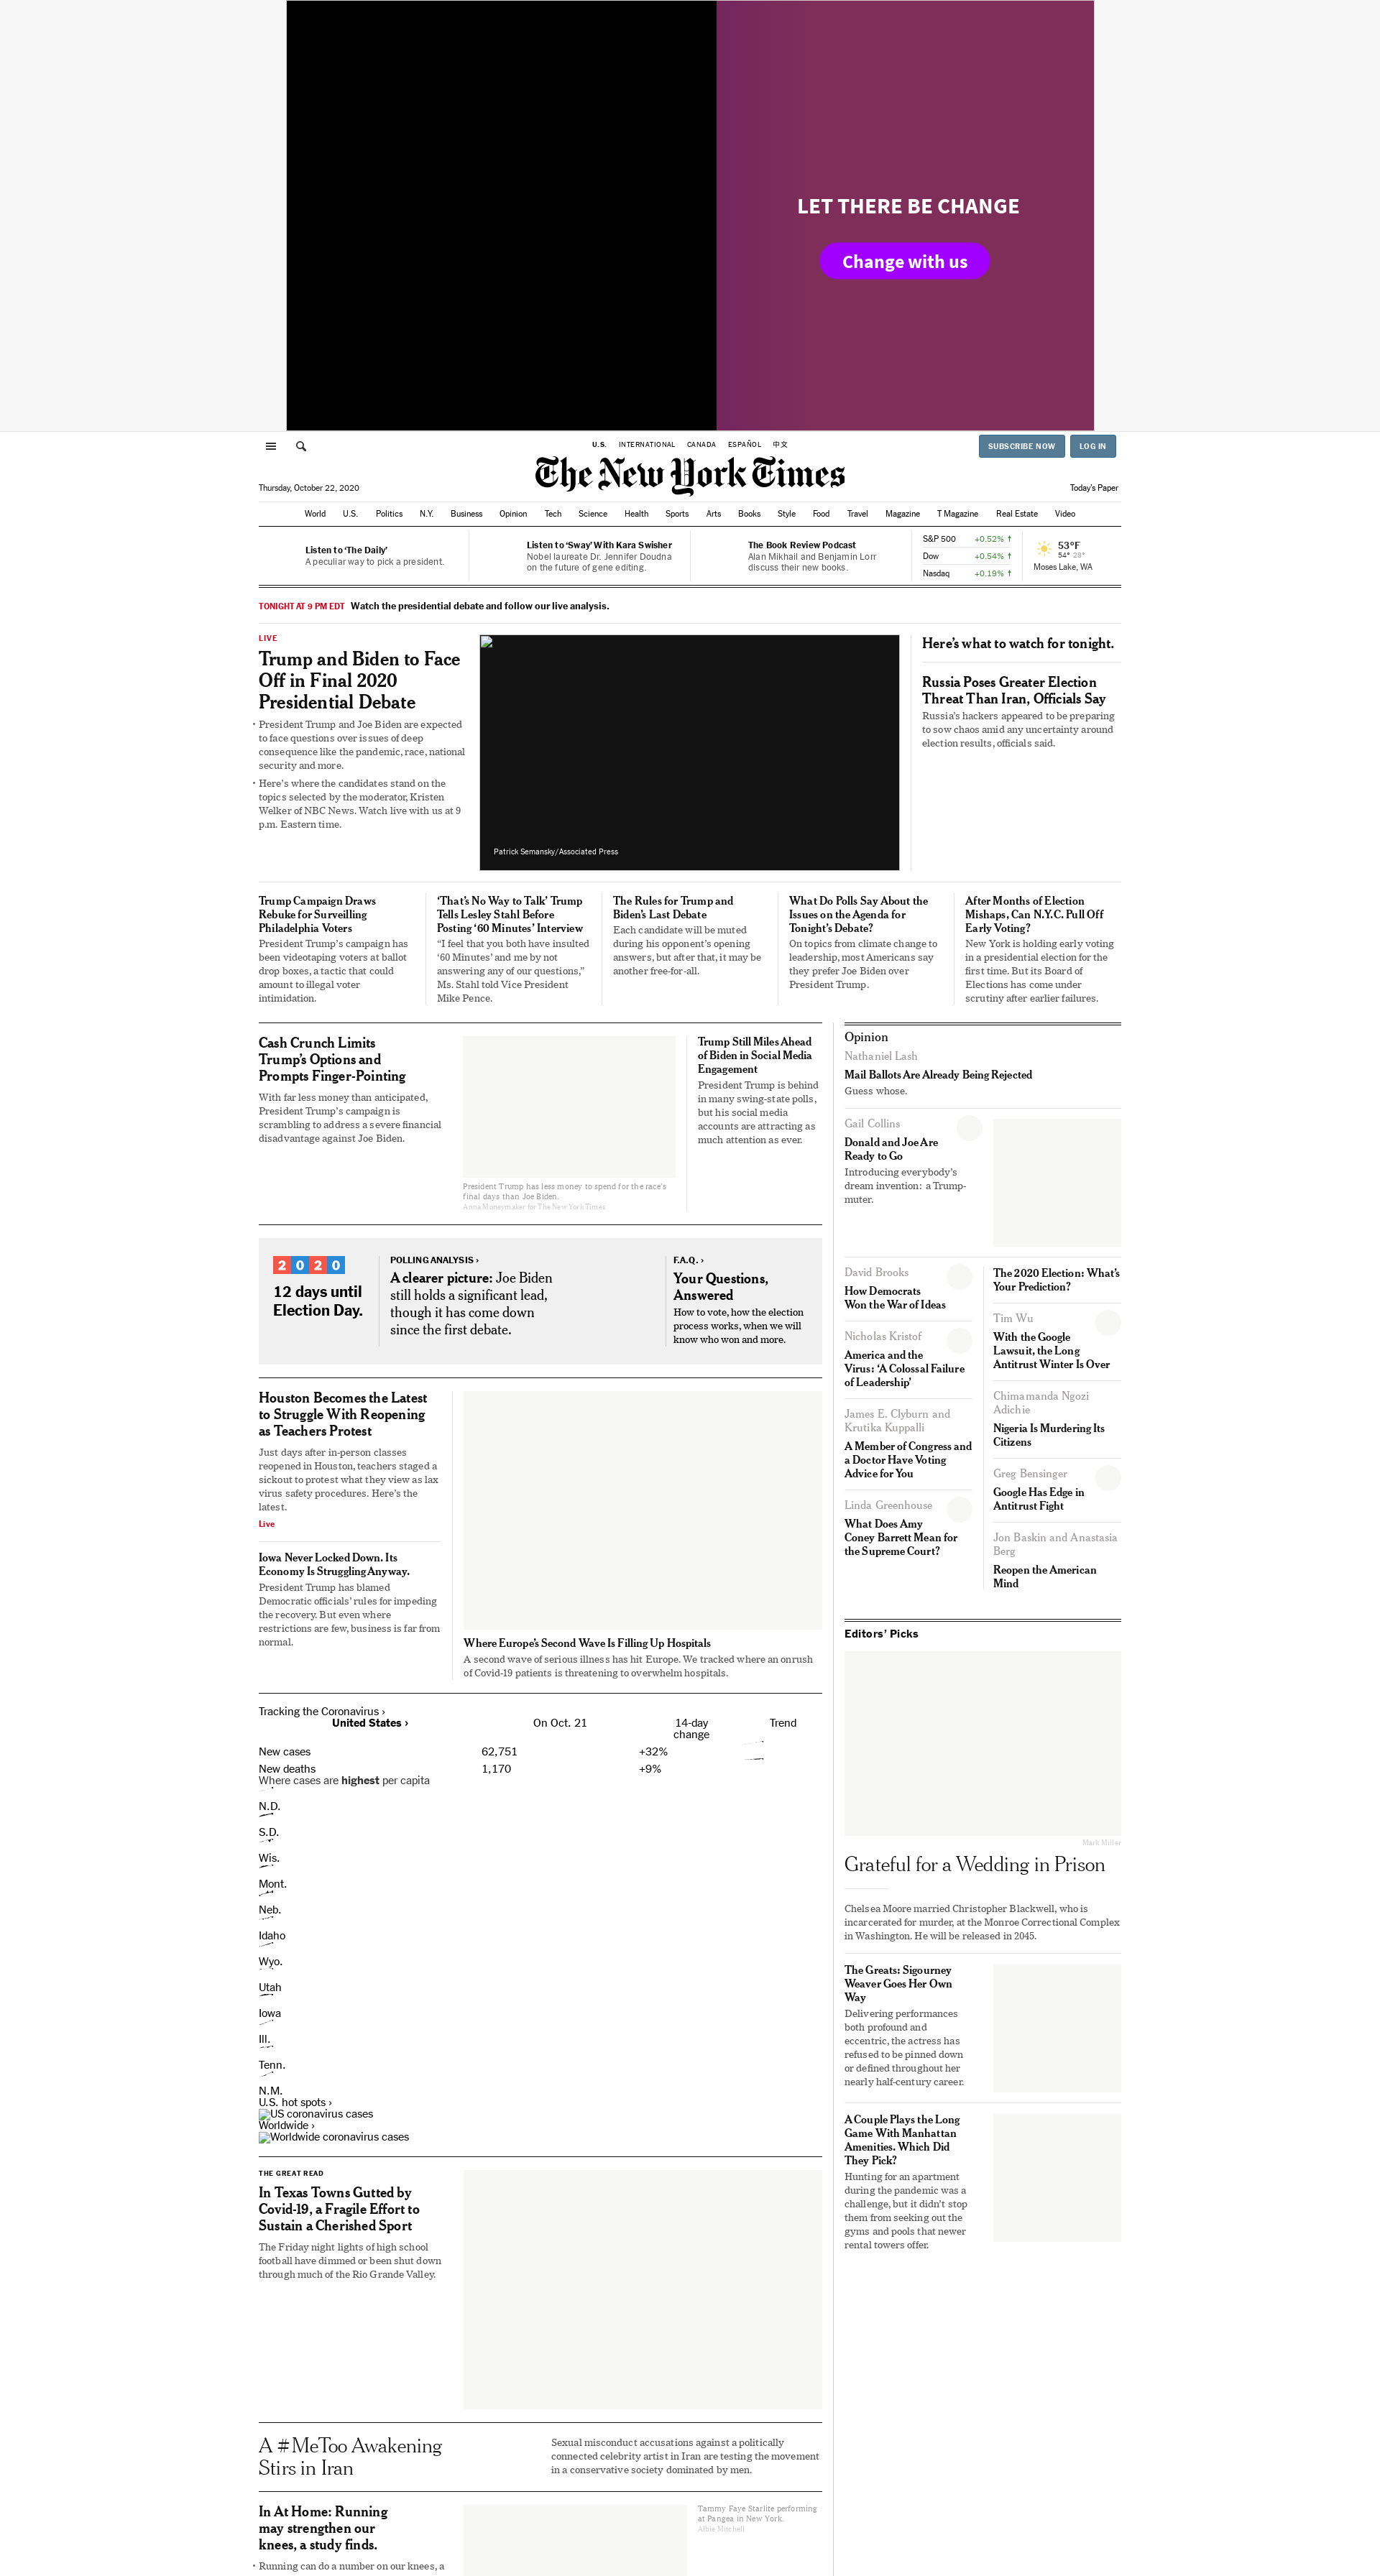 LET THERE BE CHANGE
Change with us
U.S. INTERNATIONAL CANADA ESPAÑOL 中文
SUBSCRIBE NOW LOG IN
The New York Times
Thursday, October 22, 2020
Today's Paper
World U.S. Politics N.Y. Business Opinion Tech Science Health Sports Arts Books Style Food Travel Magazine T Magazine Real Estate Video
Listen to ‘The Daily’
A peculiar way to pick a president.
Listen to ‘Sway’ With Kara Swisher
Nobel laureate Dr. Jennifer Doudna
on the future of gene editing.
The Book Review Podcast
Alan Mikhail and Benjamin Lorr
discuss their new books.
S&P 500 +0.52% ↑
Dow +0.54% ↑
Nasdaq +0.19% ↑
53°F
54° 28°
Moses Lake, WA
TONIGHT AT 9 PM EDT Watch the presidential debate and follow our live analysis.
LIVE
Trump and Biden to Face
Off in Final 2020
Presidential Debate
• President Trump and Joe Biden are expected
to face questions over issues of deep
consequence like the pandemic, race, national
security and more.
• Here's where the candidates stand on the
topics selected by the moderator, Kristen
Welker of NBC News. Watch live with us at 9
p.m. Eastern time.
Patrick Semansky/Associated Press
Here's what to watch for tonight.
Russia Poses Greater Election
Threat Than Iran, Officials Say
Russia's hackers appeared to be preparing
to sow chaos amid any uncertainty around
election results, officials said.
Trump Campaign Draws
Rebuke for Surveilling
Philadelphia Voters
President Trump's campaign has
been videotaping voters at ballot
drop boxes, a tactic that could
amount to illegal voter
intimidation.
‘That's No Way to Talk’ Trump
Tells Lesley Stahl Before
Posting ‘60 Minutes’ Interview
“I feel that you both have insulted
‘60 Minutes’ and me by not
answering any of our questions,”
Ms. Stahl told Vice President
Mike Pence.
The Rules for Trump and
Biden's Last Debate
Each candidate will be muted
during his opponent's opening
answers, but after that, it may be
another free-for-all.
What Do Polls Say About the
Issues on the Agenda for
Tonight's Debate?
On topics from climate change to
leadership, most Americans say
they prefer Joe Biden over
President Trump.
After Months of Election
Mishaps, Can N.Y.C. Pull Off
Early Voting?
New York is holding early voting
in a presidential election for the
first time. But its Board of
Elections has come under
scrutiny after earlier failures.
Cash Crunch Limits
Trump's Options and
Prompts Finger-Pointing
With far less money than anticipated,
President Trump's campaign is
scrambling to address a severe financial
disadvantage against Joe Biden.
President Trump has less money to spend for the race's
final days than Joe Biden.
Anna Moneymaker for The New York Times
Trump Still Miles Ahead
of Biden in Social Media
Engagement
President Trump is behind
in many swing-state polls,
but his social media
accounts are attracting as
much attention as ever.
2020
12 days until
Election Day.
POLLING ANALYSIS ›
A clearer picture: Joe Biden
still holds a significant lead,
though it has come down
since the first debate.
F.A.Q. ›
Your Questions,
Answered
How to vote, how the election
process works, when we will
know who won and more.
Houston Becomes the Latest
to Struggle With Reopening
as Teachers Protest
Just days after in-person classes
reopened in Houston, teachers staged a
sickout to protest what they view as lax
virus safety procedures. Here's the
latest.
Live
Iowa Never Locked Down. Its
Economy Is Struggling Anyway.
President Trump has blamed
Democratic officials' rules for impeding
the recovery. But even where
restrictions are few, business is far from
normal.
Where Europe's Second Wave Is Filling Up Hospitals
A second wave of serious illness has hit Europe. We tracked where an onrush
of Covid-19 patients is threatening to overwhelm hospitals.
Tracking the Coronavirus ›
United States › On Oct. 21 14-day
change Trend
New cases 62,751 +32%
New deaths 1,170 +9%
Where cases are highest per capita
N.D.
S.D.
Wis.
Mont.
Neb.
Idaho
Wyo.
Utah
Iowa
Ill.
Tenn.
N.M.
U.S. hot spots ›
US coronavirus cases
Worldwide ›
Worldwide coronavirus cases
THE GREAT READ
In Texas Towns Gutted by
Covid-19, a Fragile Effort to
Sustain a Cherished Sport
The Friday night lights of high school
football have dimmed or been shut down
through much of the Rio Grande Valley.
A #MeToo Awakening
Stirs in Iran
Sexual misconduct accusations against a politically
connected celebrity artist in Iran are testing the movement
in a conservative society dominated by men.
In At Home: Running
may strengthen our
knees, a study finds.
• Running can do a number on our knees, a
Tammy Faye Starlite performing
at Pangea in New York.
Albie Mitchell
Opinion
Nathaniel Lash
Mail Ballots Are Already Being Rejected
Guess whose.
Gail Collins
Donald and Joe Are
Ready to Go
Introducing everybody's
dream invention: a Trump-
muter.
David Brooks
How Democrats
Won the War of Ideas
Nicholas Kristof
America and the
Virus: ‘A Colossal Failure
of Leadership’
James E. Clyburn and
Krutika Kuppalli
A Member of Congress and
a Doctor Have Voting
Advice for You
Linda Greenhouse
What Does Amy
Coney Barrett Mean for
the Supreme Court?
The 2020 Election: What's
Your Prediction?
Tim Wu
With the Google
Lawsuit, the Long
Antitrust Winter Is Over
Chimamanda Ngozi
Adichie
Nigeria Is Murdering Its
Citizens
Greg Bensinger
Google Has Edge in
Antitrust Fight
Jon Baskin and Anastasia
Berg
Reopen the American
Mind
Editors' Picks
Mark Miller
Grateful for a Wedding in Prison
Chelsea Moore married Christopher Blackwell, who is
incarcerated for murder, at the Monroe Correctional Complex
in Washington. He will be released in 2045.
The Greats: Sigourney
Weaver Goes Her Own
Way
Delivering performances
both profound and
eccentric, the actress has
refused to be pinned down
or defined throughout her
nearly half-century career.
A Couple Plays the Long
Game With Manhattan
Amenities. Which Did
They Pick?
Hunting for an apartment
during the pandemic was a
challenge, but it didn't stop
them from seeking out the
gyms and pools that newer
rental towers offer.